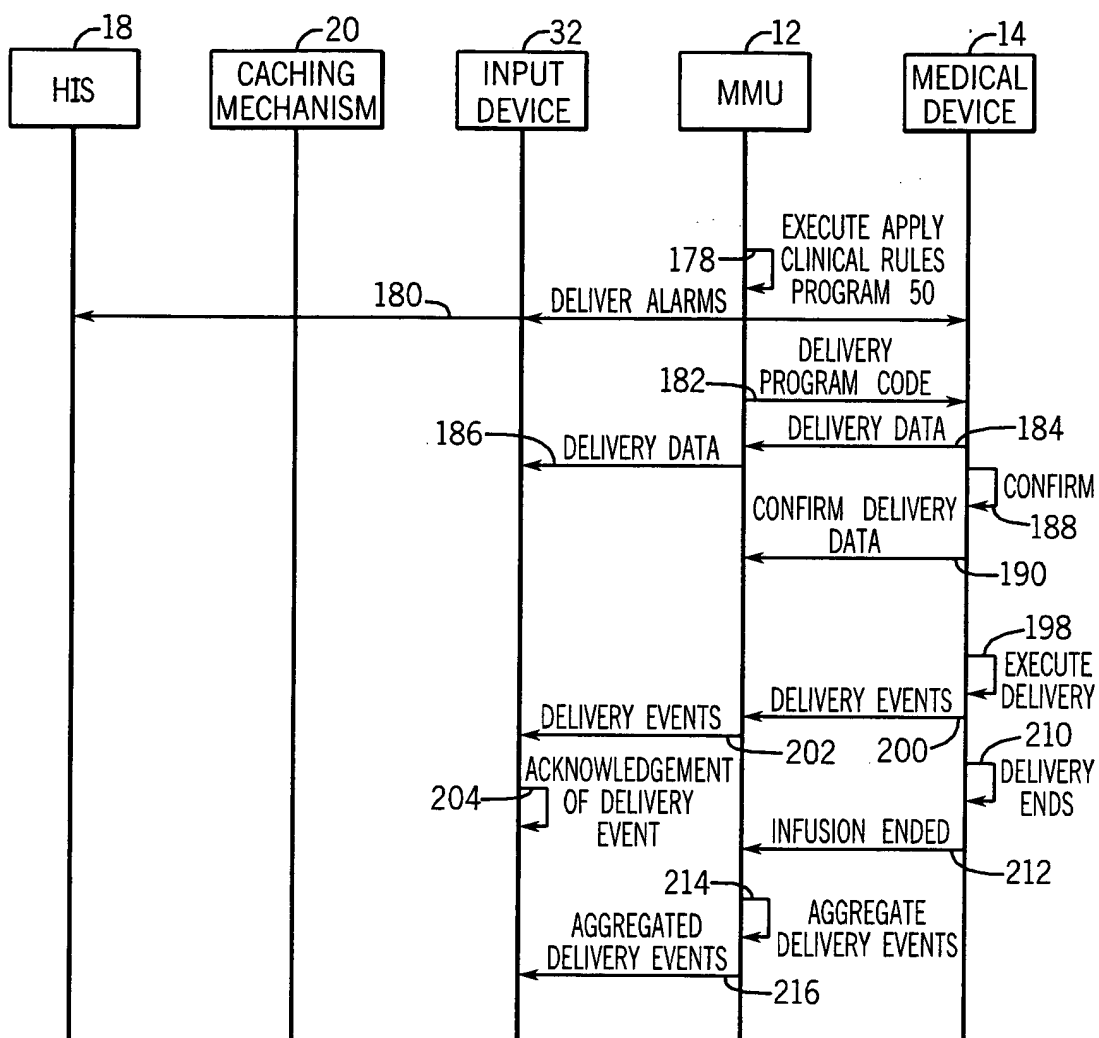 18
20
32
12
14
HIS
CACHING
MECHANISM
INPUT
DEVICE
MMU
MEDICAL
DEVICE
178
EXECUTE APPLY
CLINICAL RULES
PROGRAM 50
180
DELIVER ALARMS
DELIVERY
PROGRAM CODE
182
186
DELIVERY DATA
DELIVERY DATA
184
CONFIRM
188
CONFIRM DELIVERY
DATA
190
198
EXECUTE
DELIVERY
DELIVERY EVENTS
200
DELIVERY EVENTS
202
210
DELIVERY
ENDS
204
ACKNOWLEDGEMENT
OF DELIVERY
EVENT
INFUSION ENDED
212
214
AGGREGATE
DELIVERY EVENTS
AGGREGATED
DELIVERY EVENTS
216